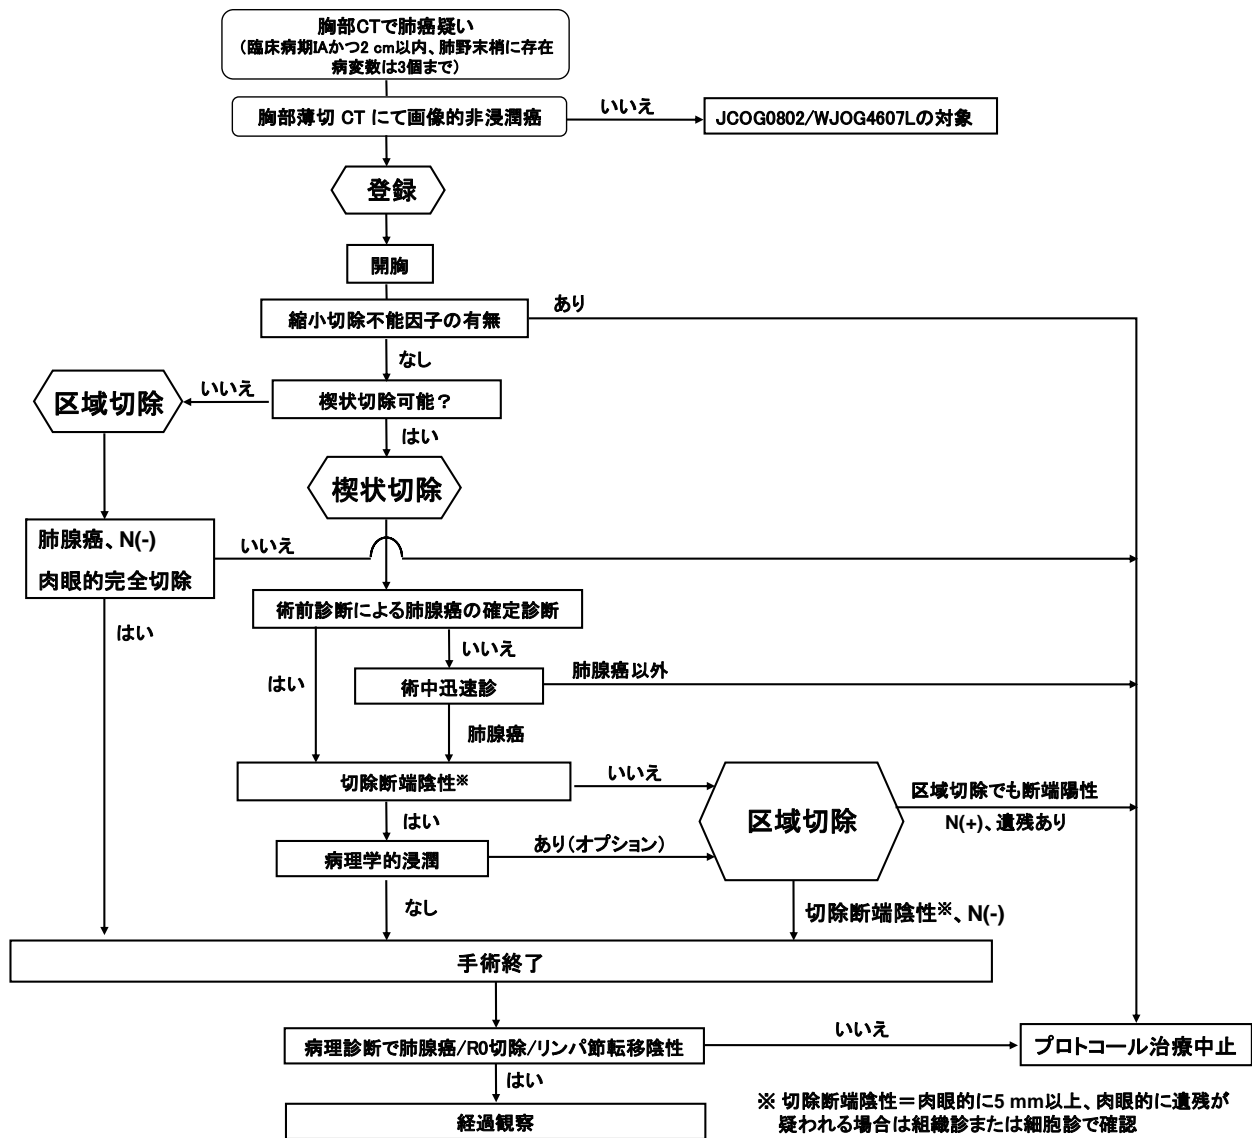 胸部CTで肺癌疑い
（臨床病期IAかつ2 cm以内、肺野末梢に存在
病変数は3個まで）
胸部薄切 CT にて画像的非浸潤癌
いいえ
JCOG0802/WJOG4607Lの対象
登録
開胸
縮小切除不能因子の有無
あり
なし
区域切除
いいえ
楔状切除可能？
はい
楔状切除
肺腺癌、N(-)
肉眼的完全切除
いいえ
はい
術前診断による肺腺癌の確定診断
はい
いいえ
術中迅速診
肺腺癌以外
肺腺癌
切除断端陰性※
いいえ
区域切除
区域切除でも断端陽性
N(+)、遺残あり
はい
病理学的浸潤
あり（オプション）
なし
切除断端陰性※、N(-)
手術終了
病理診断で肺腺癌/R0切除/リンパ節転移陰性
いいえ
プロトコール治療中止
はい
経過観察
※ 切除断端陰性＝肉眼的に5 mm以上、肉眼的に遺残が
疑われる場合は組織診または細胞診で確認